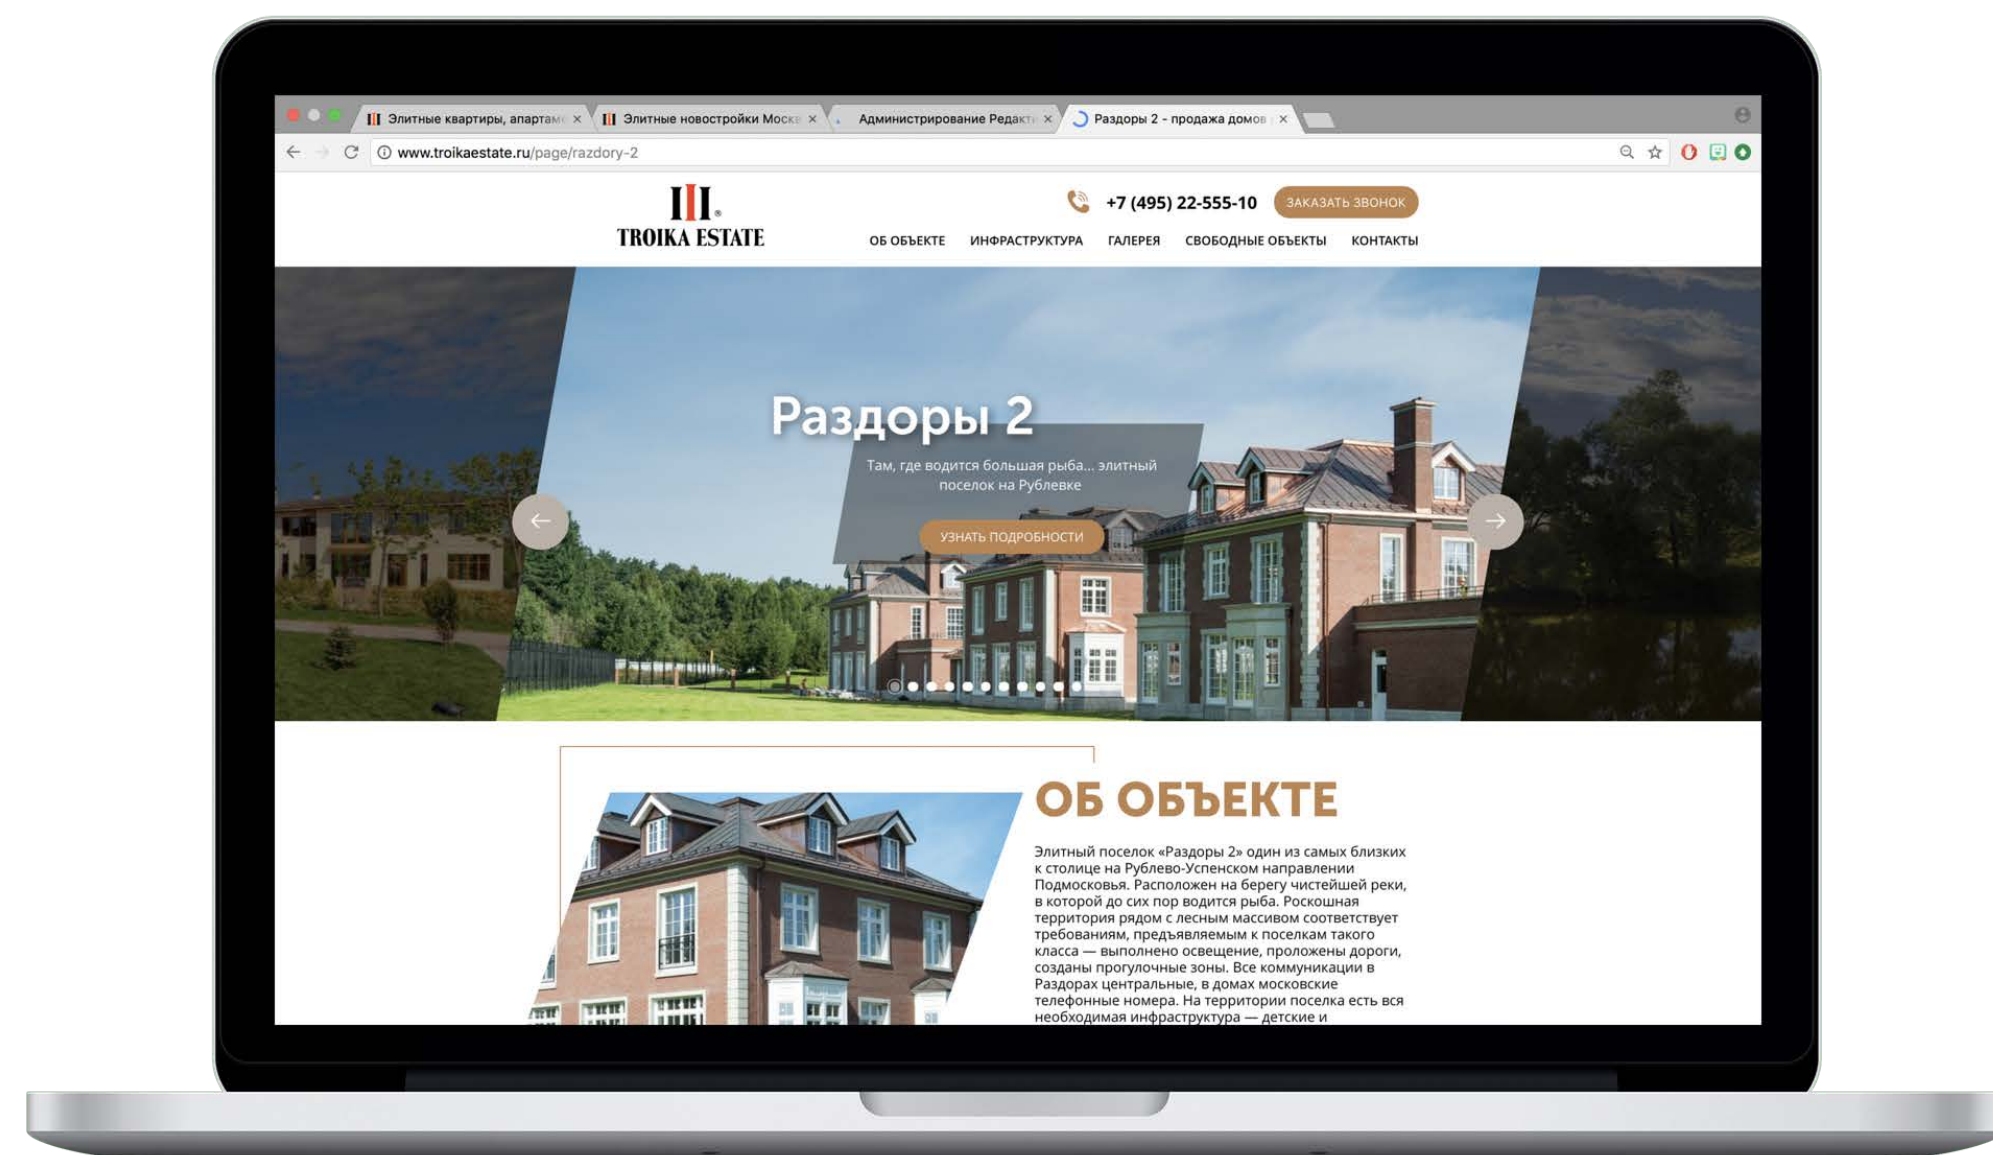 Элитные квартиры, апартам
Элитные новостройки Моск
Администрирование Редакт
Раздоры 2 - продажа домов
www.troikaestate.ru/page/razdory-2
III®
TROIKA ESTATE
+7 (495) 22-555-10
ЗАКАЗАТЬ ЗВОНОК
ОБ ОБЪЕКТЕ ИНФРАСТРУКТУРА ГАЛЕРЕЯ СВОБОДНЫЕ ОБЪЕКТЫ КОНТАКТЫ
Раздоры 2
Там, где водится большая рыба... элитный
поселок на Рублевке
УЗНАТЬ ПОДРОБНОСТИ
ОБ ОБЪЕКТЕ
Элитный поселок «Раздоры 2» один из самых близких
к столице на Рублево-Успенском направлении
Подмосковья. Расположен на берегу чистейшей реки,
в которой до сих пор водится рыба. Роскошная
территория рядом с лесным массивом соответствует
требованиям, предъявляемым к поселкам такого
класса — выполнено освещение, проложены дороги,
созданы прогулочные зоны. Все коммуникации в
Раздорах центральные, в домах московские
телефонные номера. На территории поселка есть вся
необходимая инфраструктура — детские и